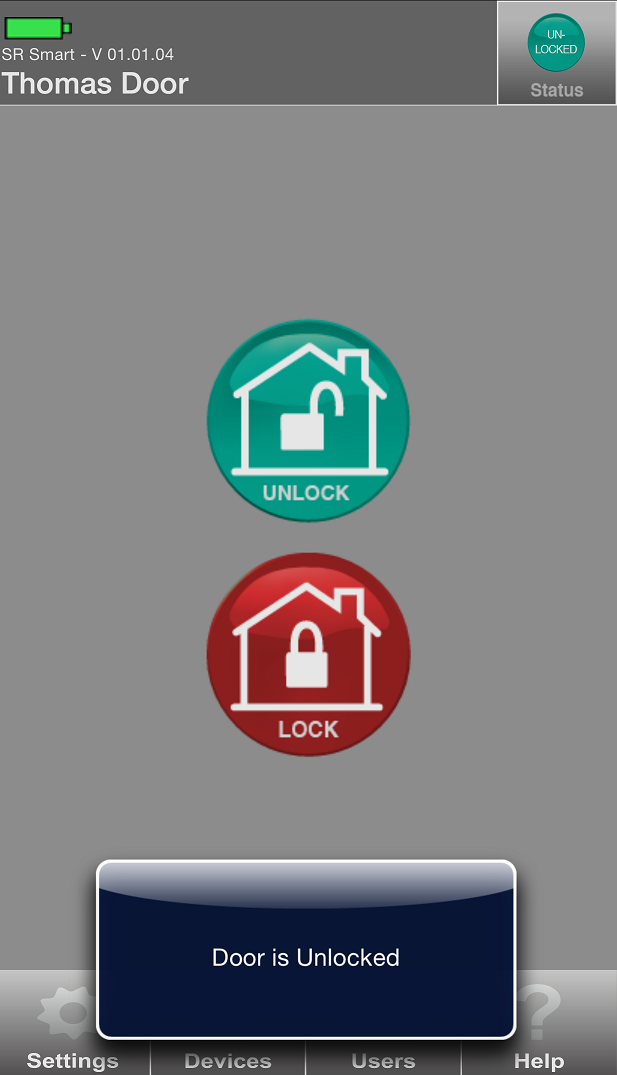 SR Smart - V 01.01.04
Thomas Door
UN-
LOCKED
Status
UNLOCK
LOCK
Door is Unlocked
Settings
Devices
Users
Help